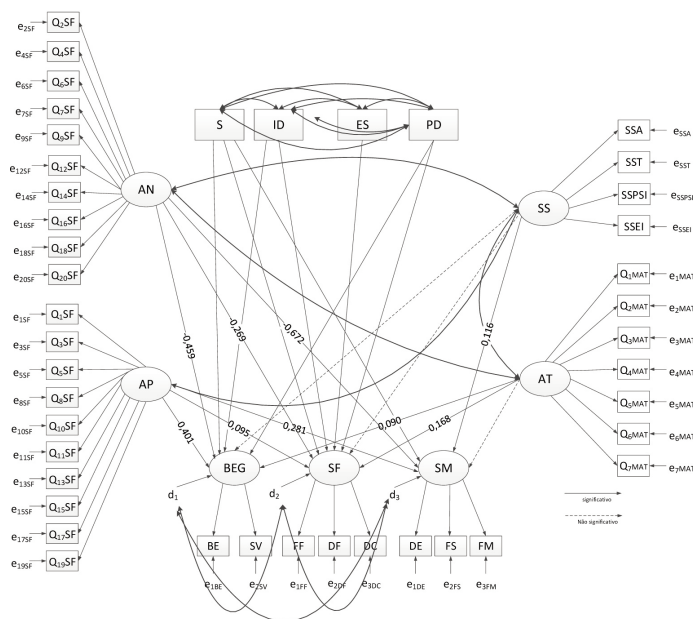 e2SF Q2SF
e4SF Q4SF
e6SF Q6SF
e7SF Q7SF
e9SF Q9SF
e12SF Q12SF
e14SF Q14SF
e16SF Q16SF
e18SF Q18SF
e20SF Q20SF
AN
S ID ES PD
SS
SSA eSSA
SST eSST
SSPSI eSSPSI
SSEI eSSEI
e1SF Q1SF
e3SF Q3SF
e5SF Q5SF
e8SF Q8SF
e10SF Q10SF
e11SF Q11SF
e13SF Q13SF
e15SF Q15SF
e17SF Q17SF
e19SF Q19SF
AP
AT
Q1MAT e1MAT
Q2MAT e2MAT
Q3MAT e3MAT
Q4MAT e4MAT
Q5MAT e5MAT
Q6MAT e6MAT
Q7MAT e7MAT
-0,459
-0,269
-0,672
0,116
0,401
0,095
0,281
0,090
0,168
BEG SF SM
d1 d2 d3
BE SV FF DF DC DE FS FM
e1BE e2SV e1FF e2DF e3DC e1DE e2FS e3FM
significativo
Não significativo